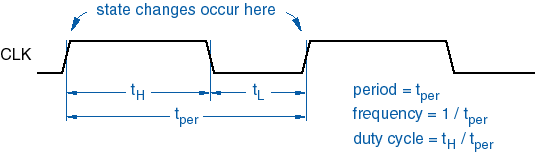 state changes occur here
CLK
tH
tL
tper
period = tper
frequency = 1 / tper
duty cycle = tH / tper